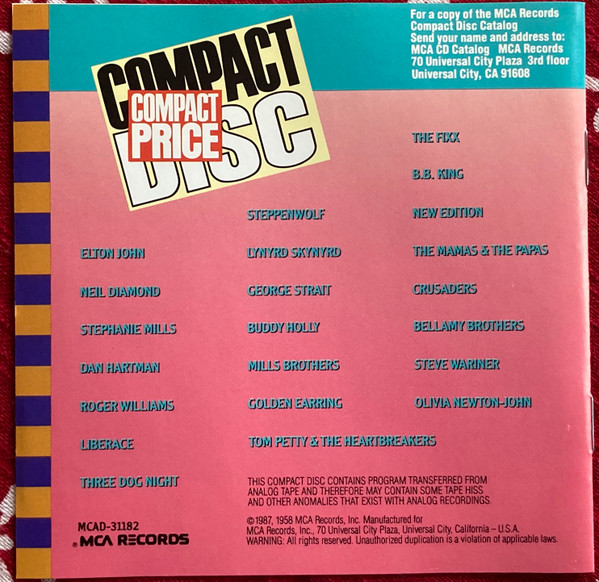 For a copy of the MCA Records
Compact Disc Catalog
Send your name and address to:
MCA CD Catalog MCA Records
70 Universal City Plaza 3rd floor
Universal City, CA 91608
COMPACT
COMPACT
PRICE
DISC
ELTON JOHN
NEIL DIAMOND
STEPHANIE MILLS
DAN HARTMAN
ROGER WILLIAMS
LIBERACE
THREE DOG NIGHT
STEPPENWOLF
LYNYRD SKYNYRD
GEORGE STRAIT
BUDDY HOLLY
MILLS BROTHERS
GOLDEN EARRING
TOM PETTY & THE HEARTBREAKERS
THE FIXX
B.B. KING
NEW EDITION
THE MAMAS & THE PAPAS
CRUSADERS
BELLAMY BROTHERS
STEVE WARINER
OLIVIA NEWTON-JOHN
THIS COMPACT DISC CONTAINS PROGRAM TRANSFERRED FROM
ANALOG TAPE AND THEREFORE MAY CONTAIN SOME TAPE HISS
AND OTHER ANOMALIES THAT EXIST WITH ANALOG RECORDINGS.
MCAD-31182
MCA RECORDS
©1987, 1958 MCA Records, Inc. Manufactured for
MCA Records, Inc., 70 Universal City Plaza, Universal City, California – U.S.A.
WARNING: All rights reserved. Unauthorized duplication is a violation of applicable laws.